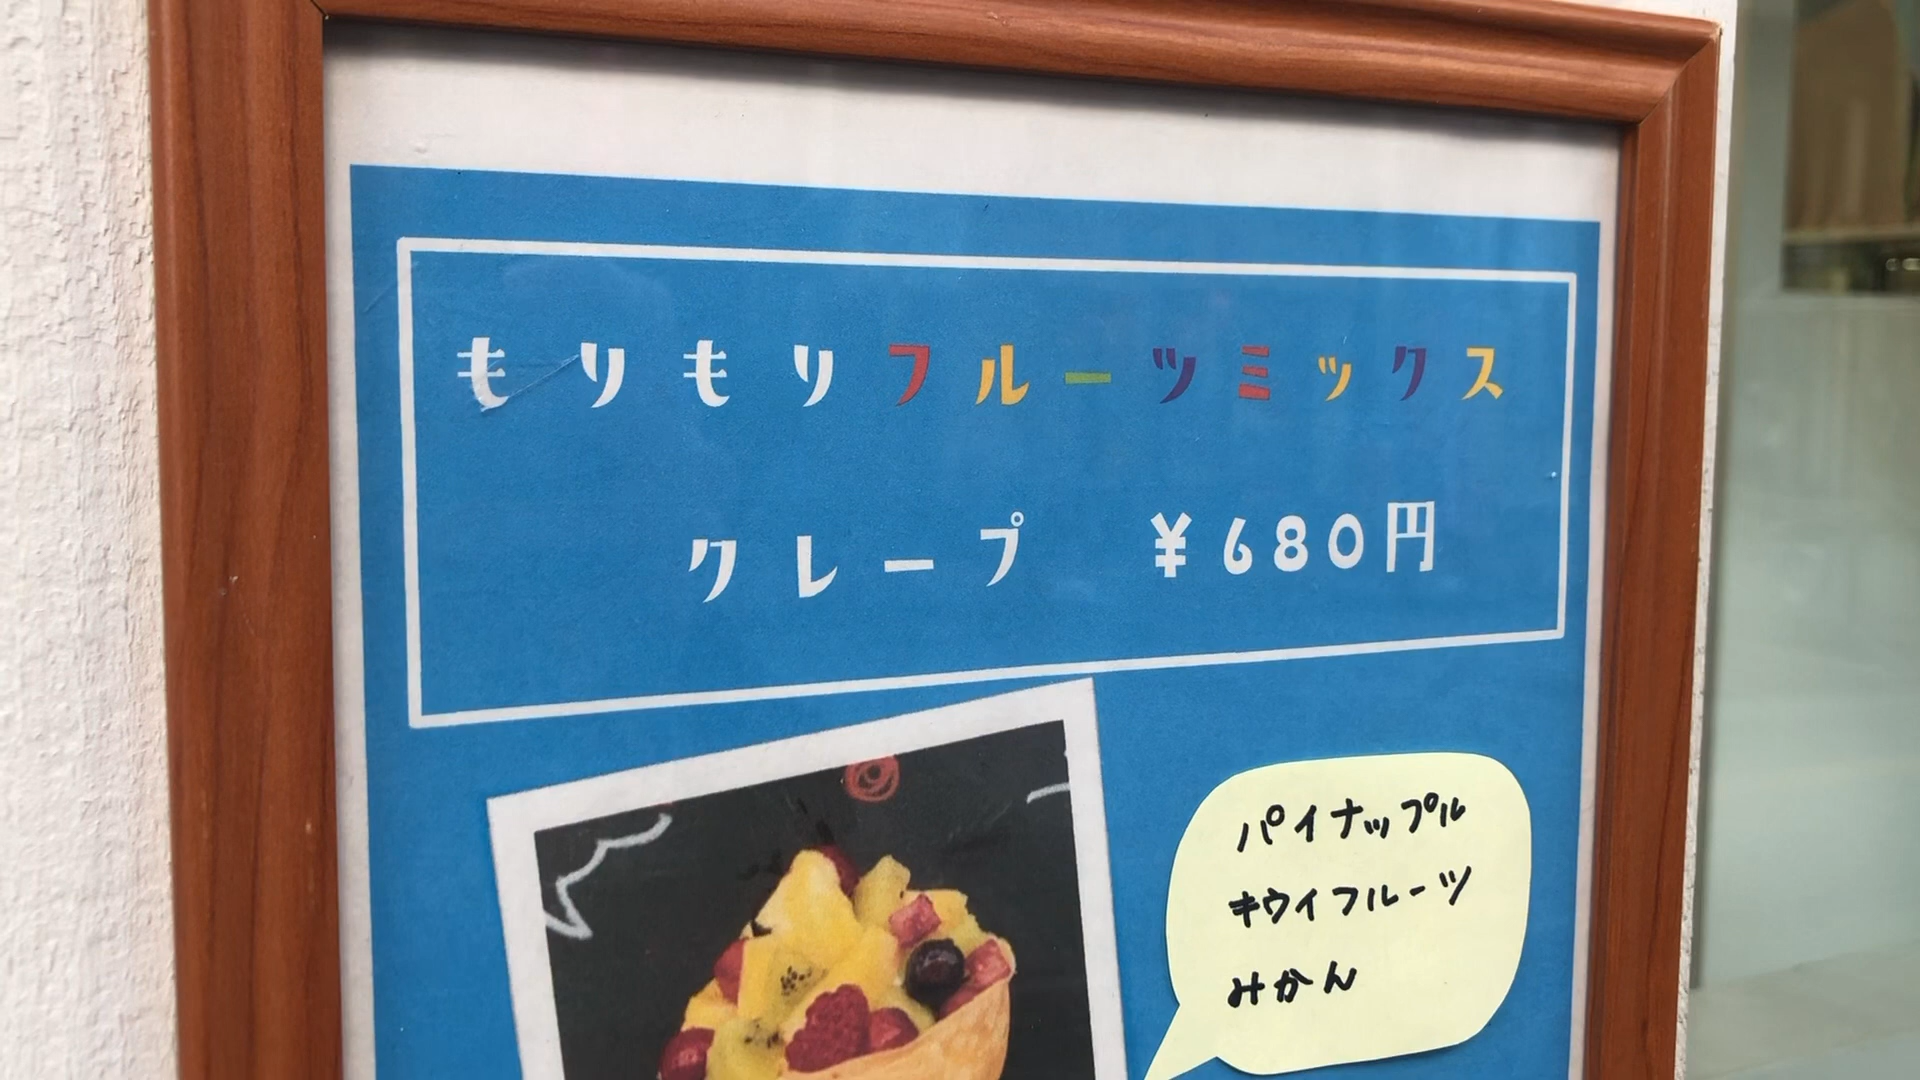 もりもりフルーツミックス
クレープ ¥680円
パイナップル
キウイフルーツ
みかん